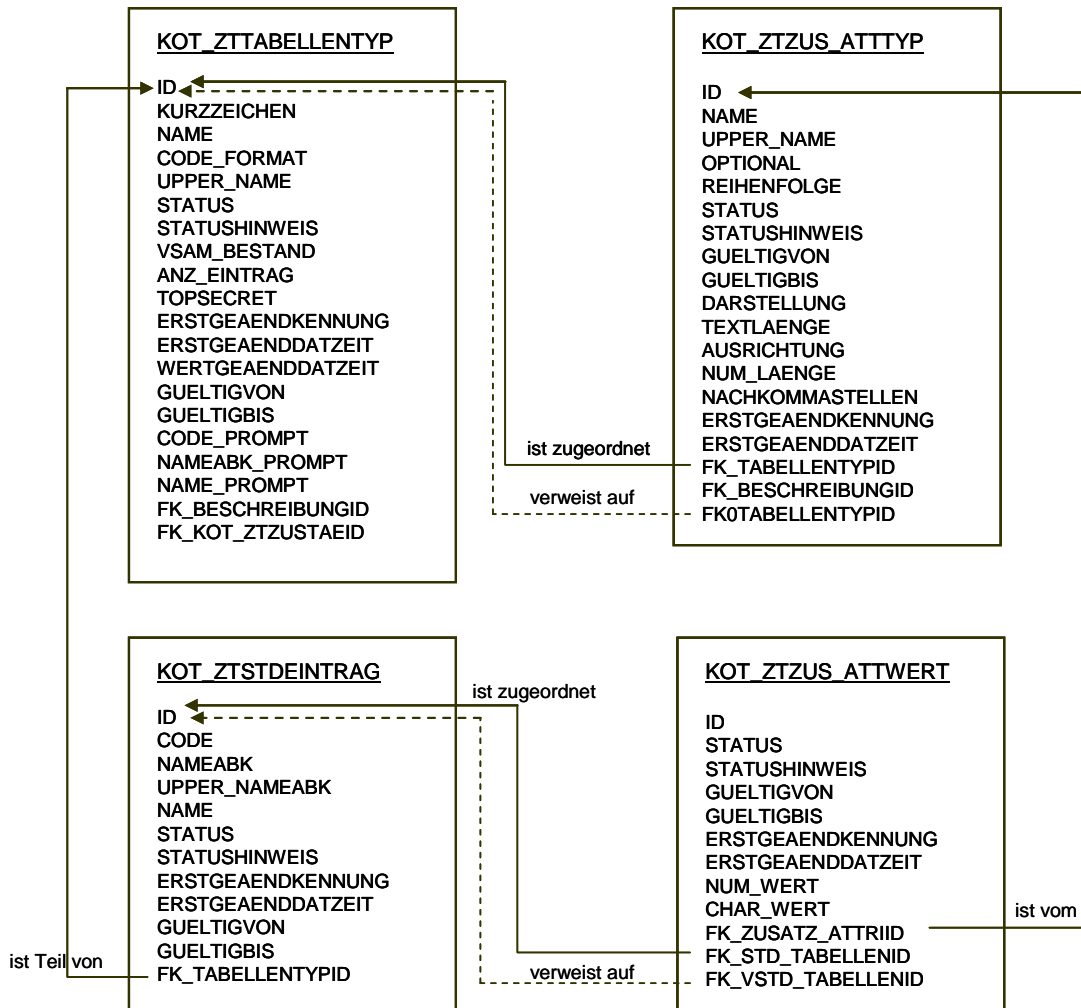 KOT_ZTTABELLENTYP
ID
KURZZEICHEN
NAME
CODE_FORMAT
UPPER_NAME
STATUS
STATUSHINWEIS
VSAM_BESTAND
ANZ_EINTRAG
TOPSECRET
ERSTGEAENDKENNUNG
ERSTGEAENDDATZEIT
WERTGEAENDDATZEIT
GUELTIGVON
GUELTIGBIS
CODE_PROMPT
NAMEABK_PROMPT
NAME_PROMPT
FK_BESCHREIBUNGID
FK_KOT_ZTZUSTAEID
KOT_ZTZUS_ATTTYP
ID
NAME
UPPER_NAME
OPTIONAL
REIHENFOLGE
STATUS
STATUSHINWEIS
GUELTIGVON
GUELTIGBIS
DARSTELLUNG
TEXTLAENGE
AUSRICHTUNG
NUM_LAENGE
NACHKOMMASTELLEN
ERSTGEAENDKENNUNG
ERSTGEAENDDATZEIT
FK_TABELLENTYPID
FK_BESCHREIBUNGID
FK0TABELLENTYPID
ist zugeordnet
verweist auf
KOT_ZTSTDEINTRAG
ID
CODE
NAMEABK
UPPER_NAMEABK
NAME
STATUS
STATUSHINWEIS
ERSTGEAENDKENNUNG
ERSTGEAENDDATZEIT
GUELTIGVON
GUELTIGBIS
FK_TABELLENTYPID
ist Teil von
ist zugeordnet
verweist auf
KOT_ZTZUS_ATTWERT
ID
STATUS
STATUSHINWEIS
GUELTIGVON
GUELTIGBIS
ERSTGEAENDKENNUNG
ERSTGEAENDDATZEIT
NUM_WERT
CHAR_WERT
FK_ZUSATZ_ATTRIID
FK_STD_TABELLENID
FK_VSTD_TABELLENID
ist vom